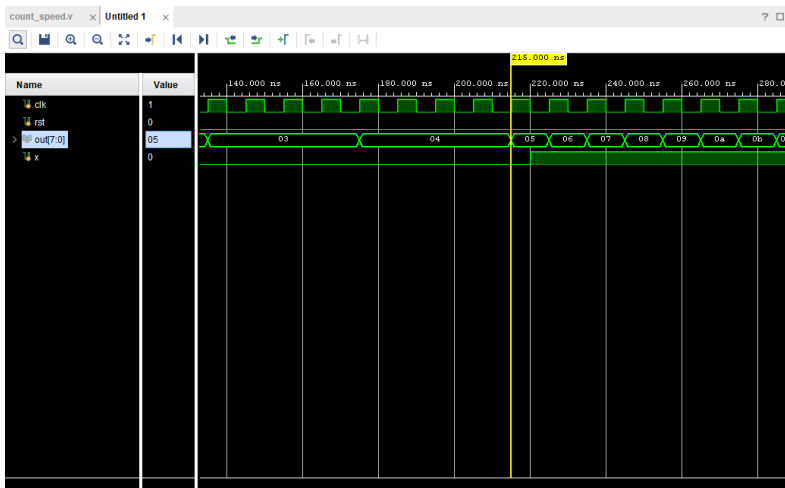 count_speed.v × Untitled 1 × ?
215.000 ns
Name Value
140.000 ns 160.000 ns 180.000 ns 200.000 ns 220.000 ns 240.000 ns 260.000 ns 280.0
clk 1
rst 0
out[7:0] 05 03 04 05 06 07 08 09 0a 0b 0
x 0